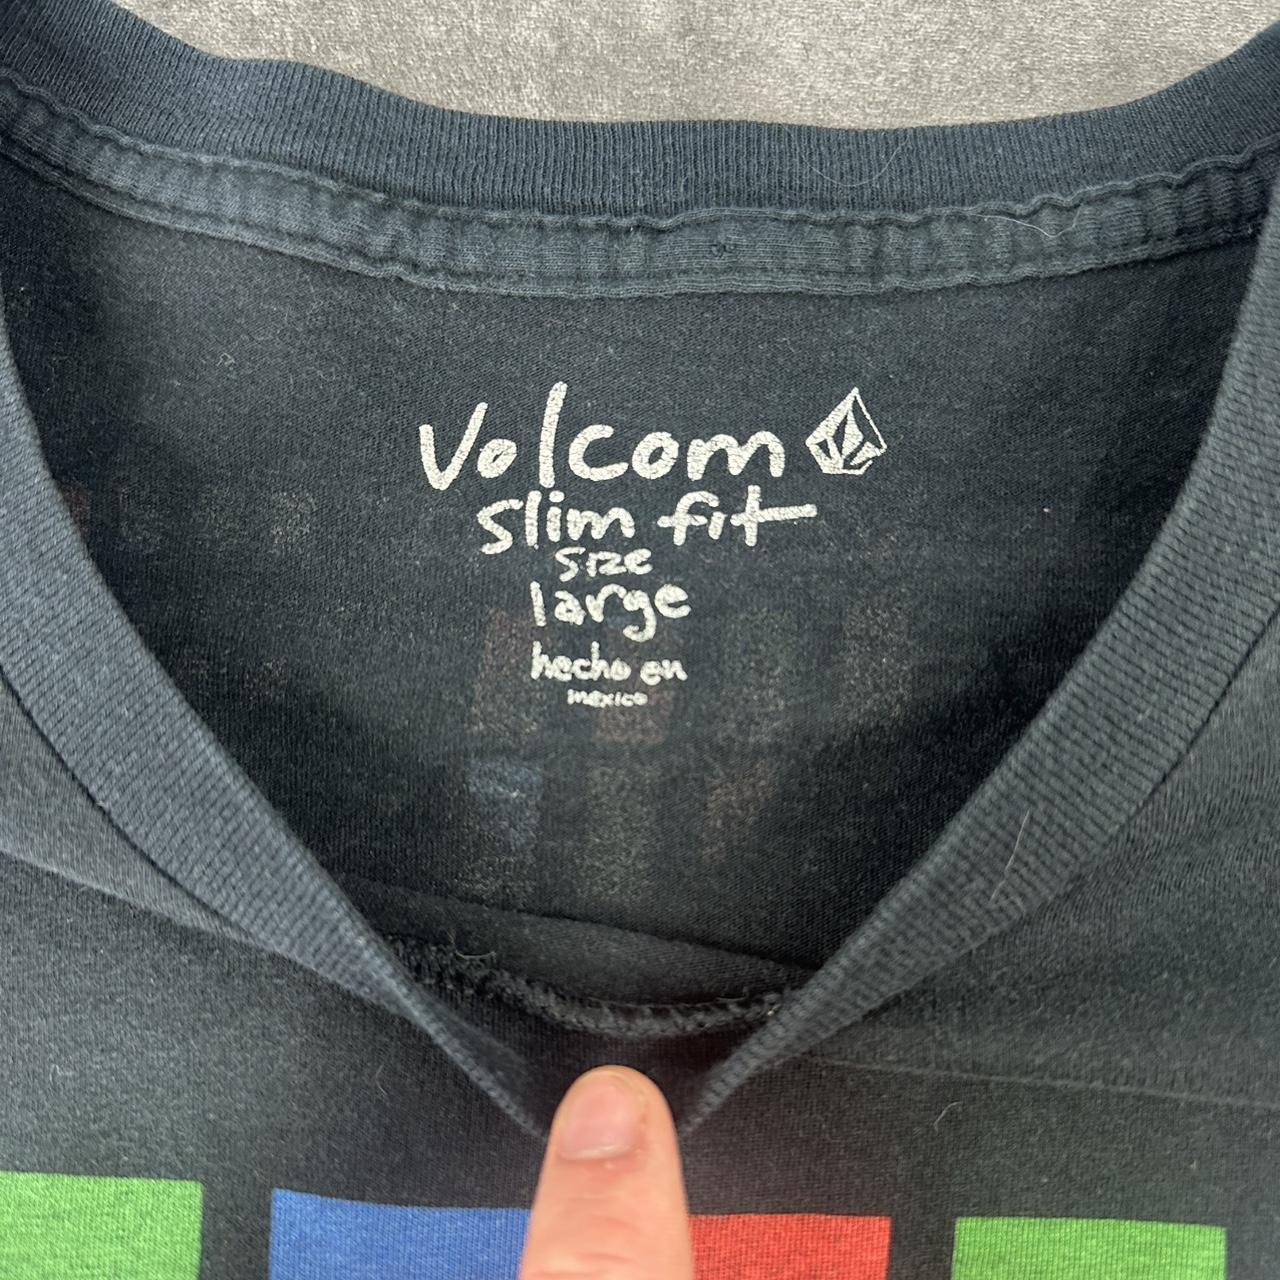 Volcom
slim fit
size
large
hecho en
mexico